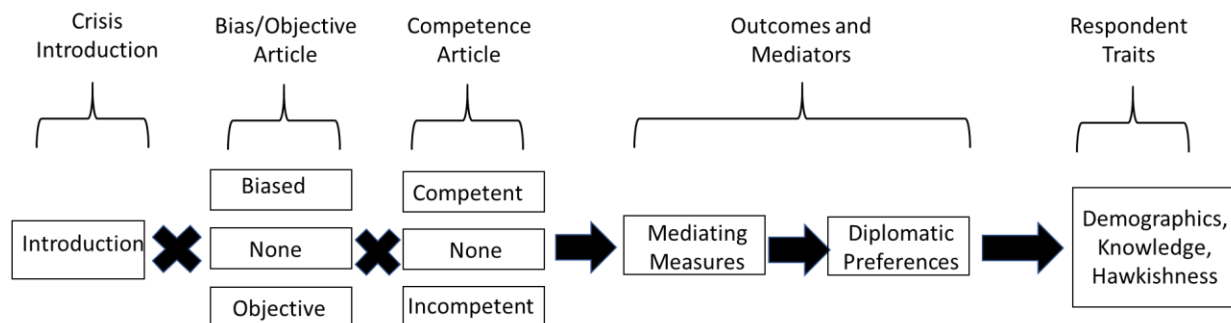 Crisis
Introduction
Bias/Objective
Article
Competence
Article
Outcomes and
Mediators
Respondent
Traits
Introduction
Biased
None
Objective
Competent
None
Incompetent
Mediating
Measures
Diplomatic
Preferences
Demographics,
Knowledge,
Hawkishness